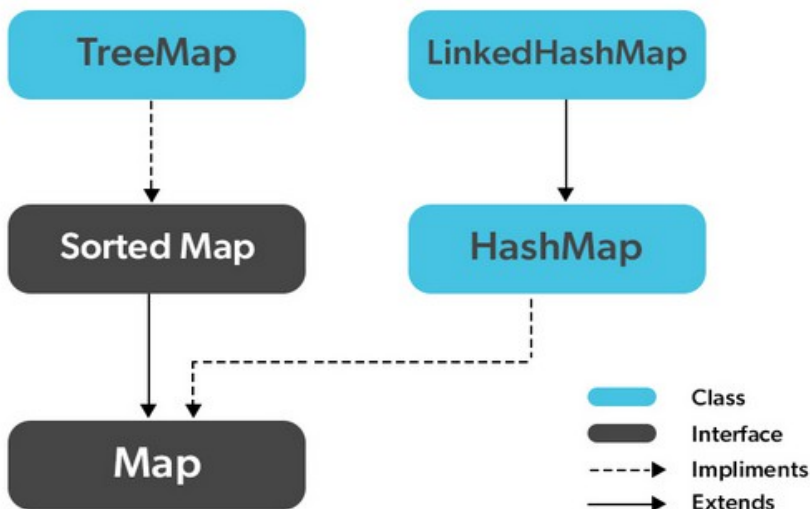 TreeMap
LinkedHashMap
Sorted Map
HashMap
Map
Class
Interface
Impliments
Extends